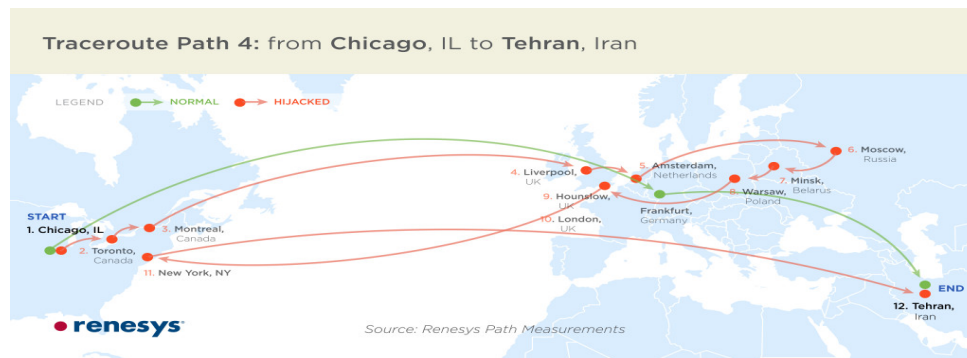 Traceroute Path 4: from Chicago, IL to Tehran, Iran
LEGEND
NORMAL
HIJACKED
START
1. Chicago, IL
2. Toronto,
Canada
3. Montreal,
Canada
4. Liverpool,
UK
5. Amsterdam,
Netherlands
6. Moscow,
Russia
7. Minsk,
Belarus
8. Warsaw,
Poland
9. Hounslow,
UK
10. London,
UK
Frankfurt,
Germany
11. New York, NY
END
12. Tehran,
Iran
renesys
Source: Renesys Path Measurements